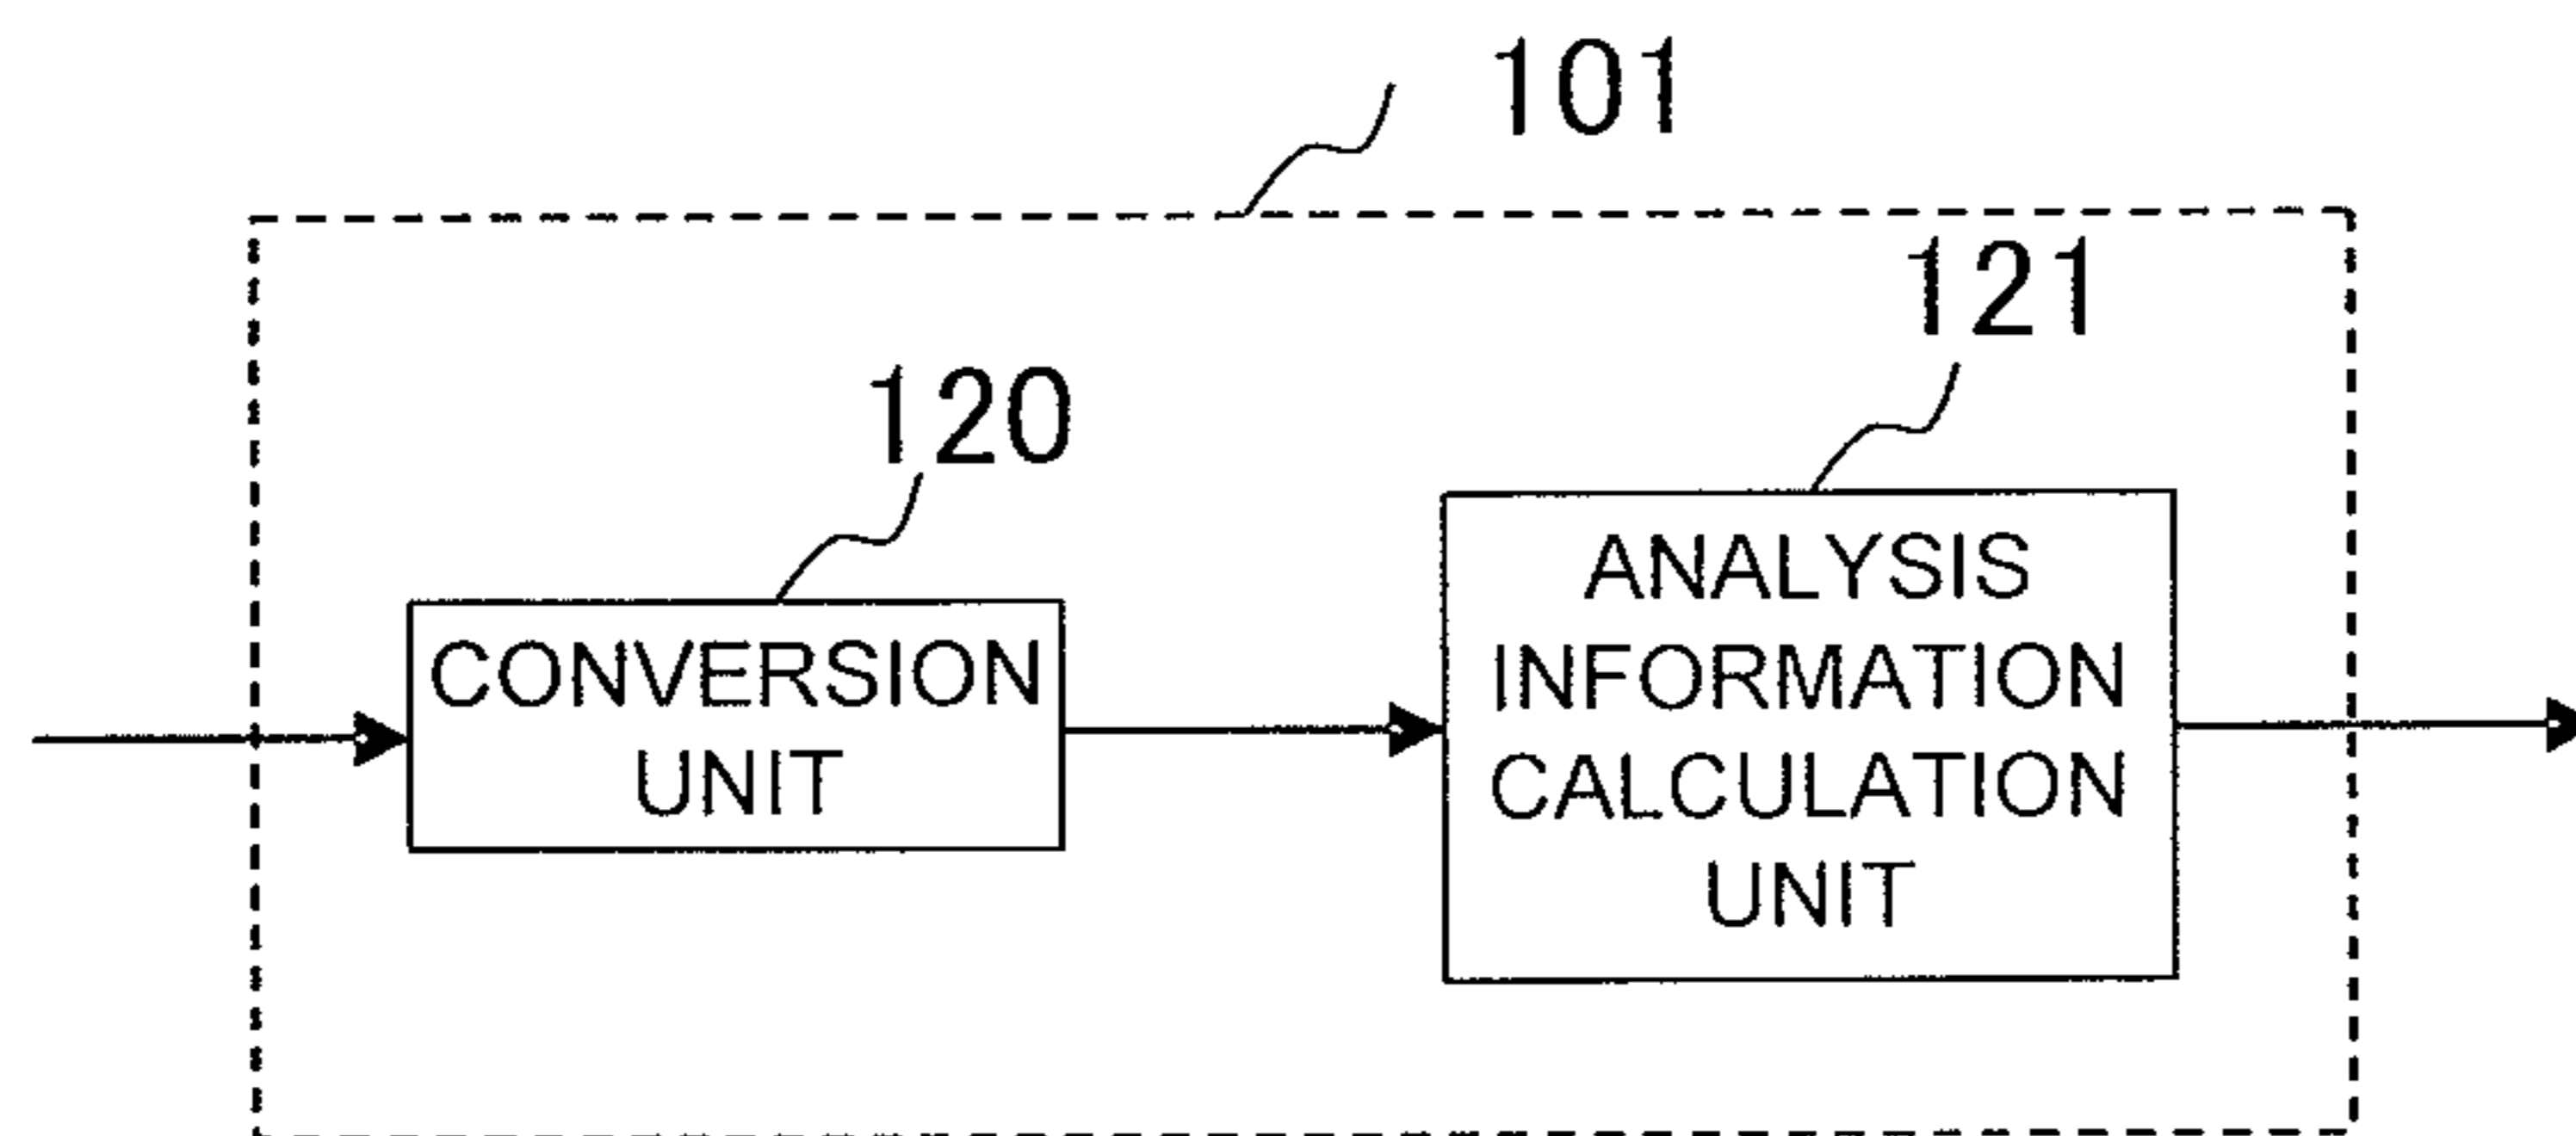 101
121
120
CONVERSION
UNIT
ANALYSIS
INFORMATION
CALCULATION
UNIT